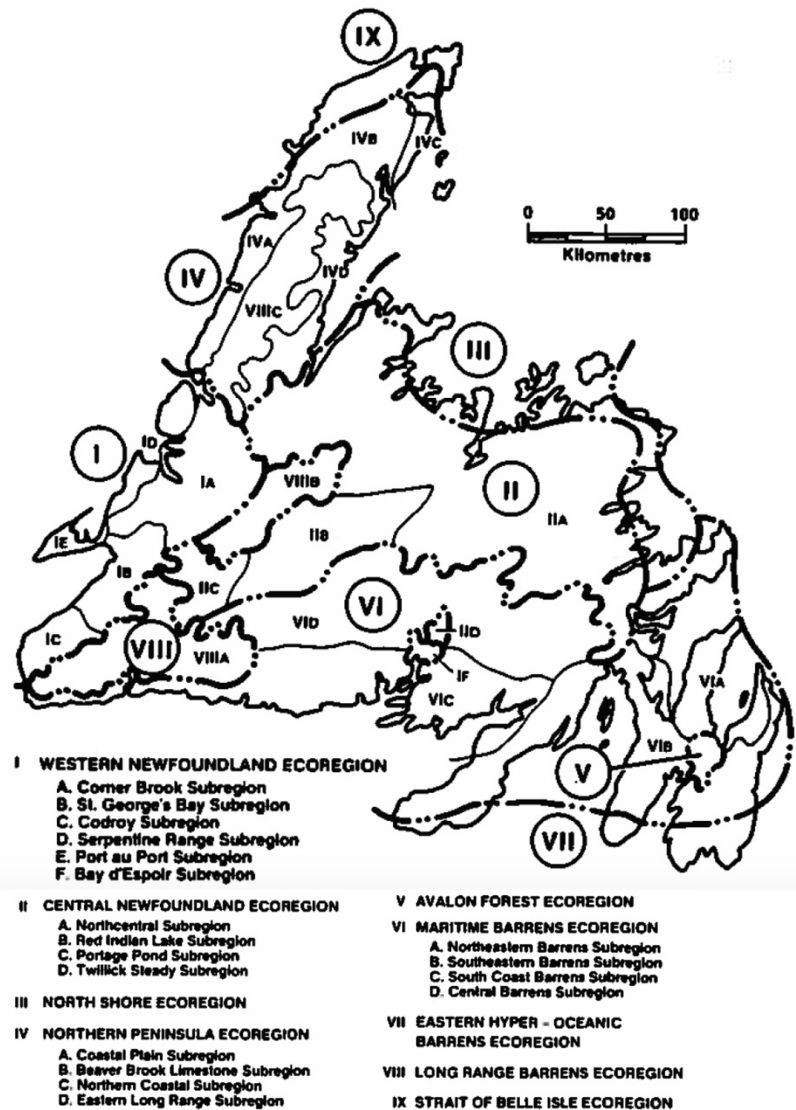 IX
IVB
IVC
0 50 100
Kilometres
IVA
IVD
IV
VIIIC
III
I
ID
IA
VIIIB
II
IIA
IIB
IE
IB
IIC
VI
IC
VIII
VIIIA
VID
IID
IF
VIC
VIA
VIB
V
VII
I WESTERN NEWFOUNDLAND ECOREGION
A. Corner Brook Subregion
B. St. George's Bay Subregion
C. Codroy Subregion
D. Serpentine Range Subregion
E. Port au Port Subregion
F. Bay d'Espoir Subregion
II CENTRAL NEWFOUNDLAND ECOREGION
A. Northcentral Subregion
B. Red Indian Lake Subregion
C. Portage Pond Subregion
D. Twillick Steady Subregion
III NORTH SHORE ECOREGION
IV NORTHERN PENINSULA ECOREGION
A. Coastal Plain Subregion
B. Beaver Brook Limestone Subregion
C. Northern Coastal Subregion
D. Eastern Long Range Subregion
V AVALON FOREST ECOREGION
VI MARITIME BARRENS ECOREGION
A. Northeastern Barrens Subregion
B. Southeastern Barrens Subregion
C. South Coast Barrens Subregion
D. Central Barrens Subregion
VII EASTERN HYPER - OCEANIC
BARRENS ECOREGION
VIII LONG RANGE BARRENS ECOREGION
IX STRAIT OF BELLE ISLE ECOREGION